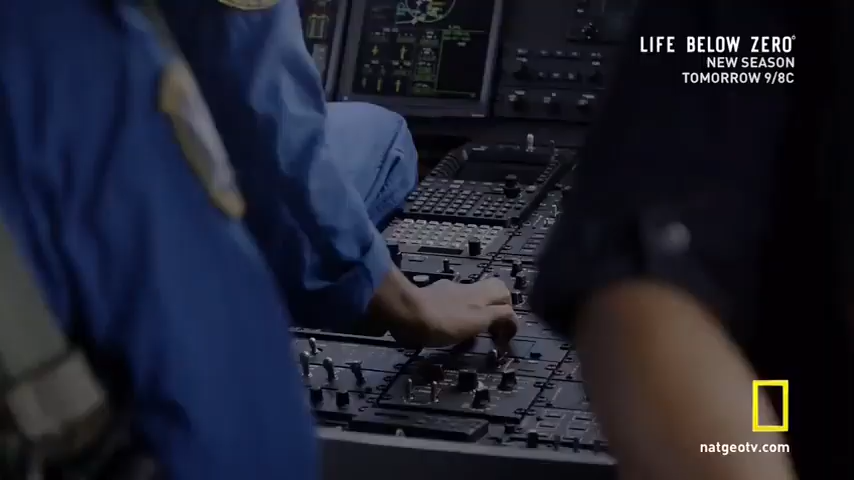 LIFE BELOW ZERO°
NEW SEASON
TOMORROW 9/8C
natgeotv.com